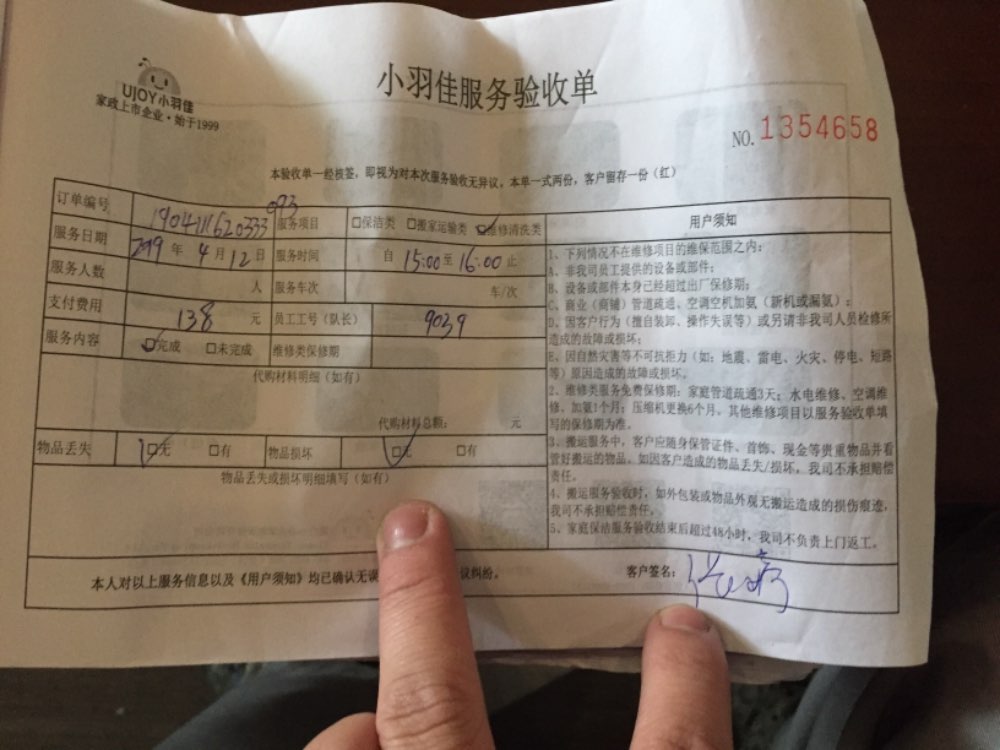 UJOY小羽佳
家政上市企业·始于1999
小羽佳服务验收单
NO.1354658
本验收单一经核签，即视为对本次服务验收无异议，本单一式两份，客户留存一份（红）
订单编号 190411620333 093 服务项目 □保洁类 □搬家运输类 ☑维修清洗类
服务日期 2019年4月12日 服务时间 自15:00至16:00止
服务人数 人 服务车次 车/次
支付费用 138元 员工工号（队长） 9039
服务内容 ☑完成 □未完成 维修类保修期
代购材料明细（如有）
代购材料总额： 元
物品丢失 ☑无 □有 物品损坏 ☑无 □有
物品丢失或损坏明细填写（如有）
用户须知
1、下列情况不在维修项目的维保范围之内：
A、非我司员工提供的设备或部件；
B、设备或部件本身已经超过出厂保修期；
C、商业（商铺）管道疏通、空调空机加氨（新机或漏氨）；
D、因客户行为（擅自装卸、操作失误等）或另请非我司人员检修所
造成的故障或损坏；
E、因自然灾害等不可抗拒力（如：地震、雷电、火灾、停电、短路
等）原因造成的故障或损坏。
2、维修类服务免费保修期：家庭管道疏通3天；水电维修、空调维
修、加氨1个月；压缩机更换6个月。其他维修项目以服务验收单填
写的保修期为准。
3、搬运服务中，客户应随身保管证件、首饰、现金等贵重物品并看
管好搬运的物品。如因客户造成的物品丢失/损坏，我司不承担赔偿
责任。
4、搬运服务验收时，如外包装或物品外观无搬运造成的损伤痕迹，
我司不承担赔偿责任。
5、家庭保洁服务验收结束后超过48小时，我司不负责上门返工。
本人对以上服务信息以及《用户须知》均已确认无误 议纠纷。 客户签名：